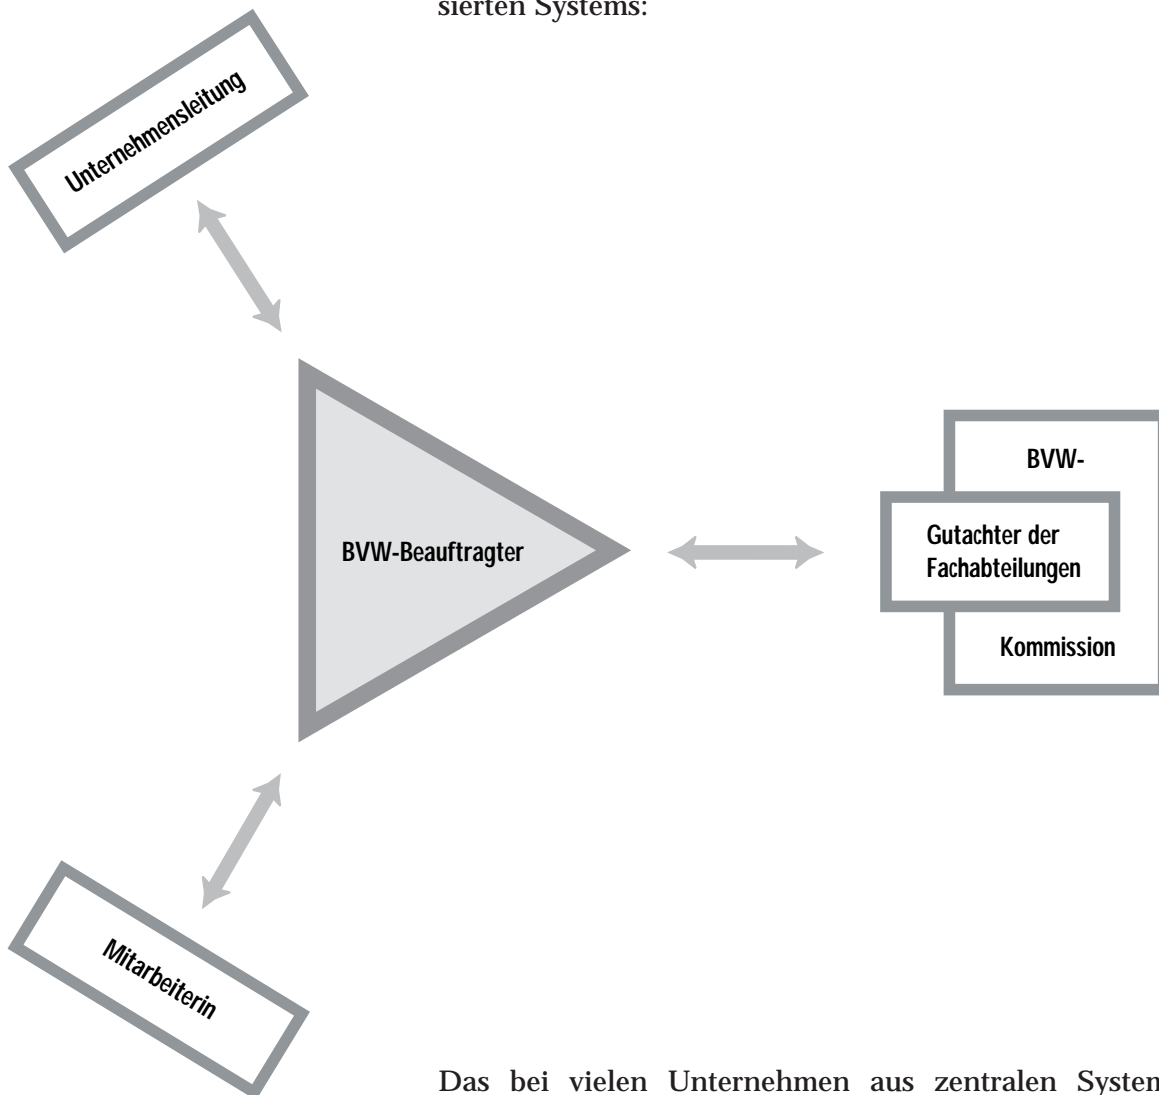 sierten Systems:
Unternehmensleitung
BVW-
BVW-Beauftragter
Gutachter der
Fachabteilungen
Kommission
Mitarbeiterin
Das bei vielen Unternehmen aus zentralen System